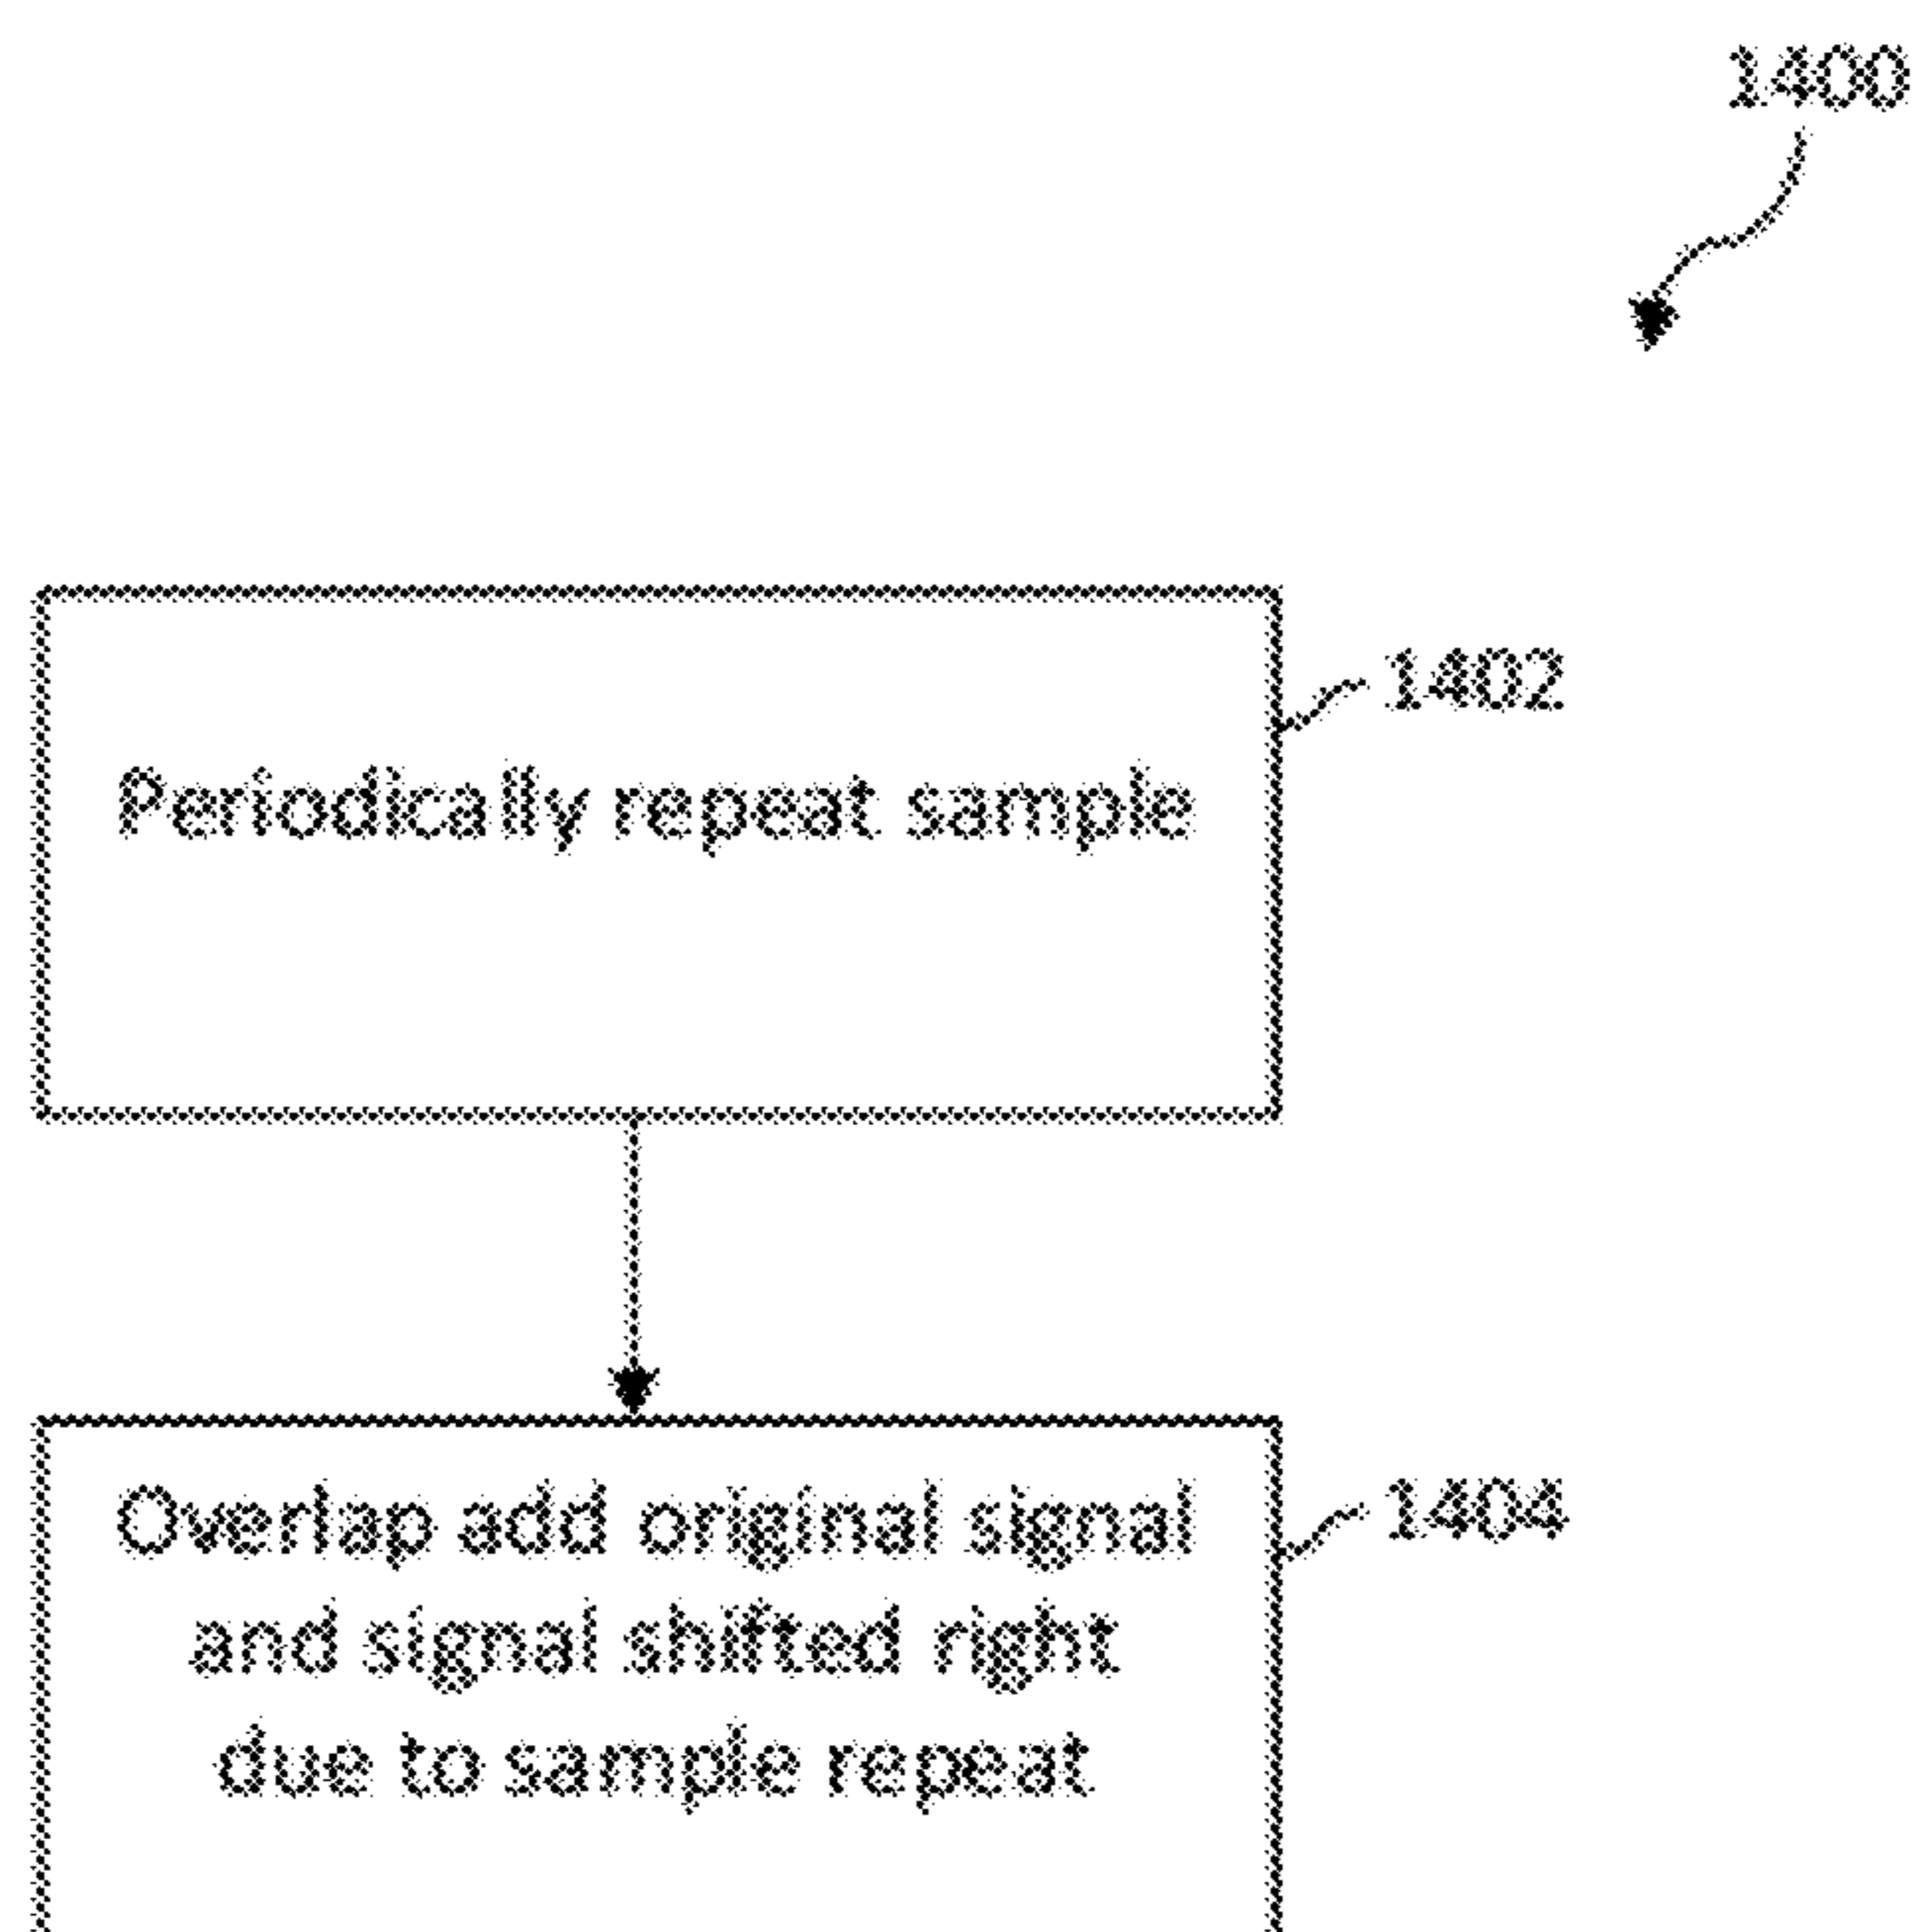 1400
1402
Periodically repeat sample
1404
Overlap add original signal
and signal shifted right
due to sample repeat